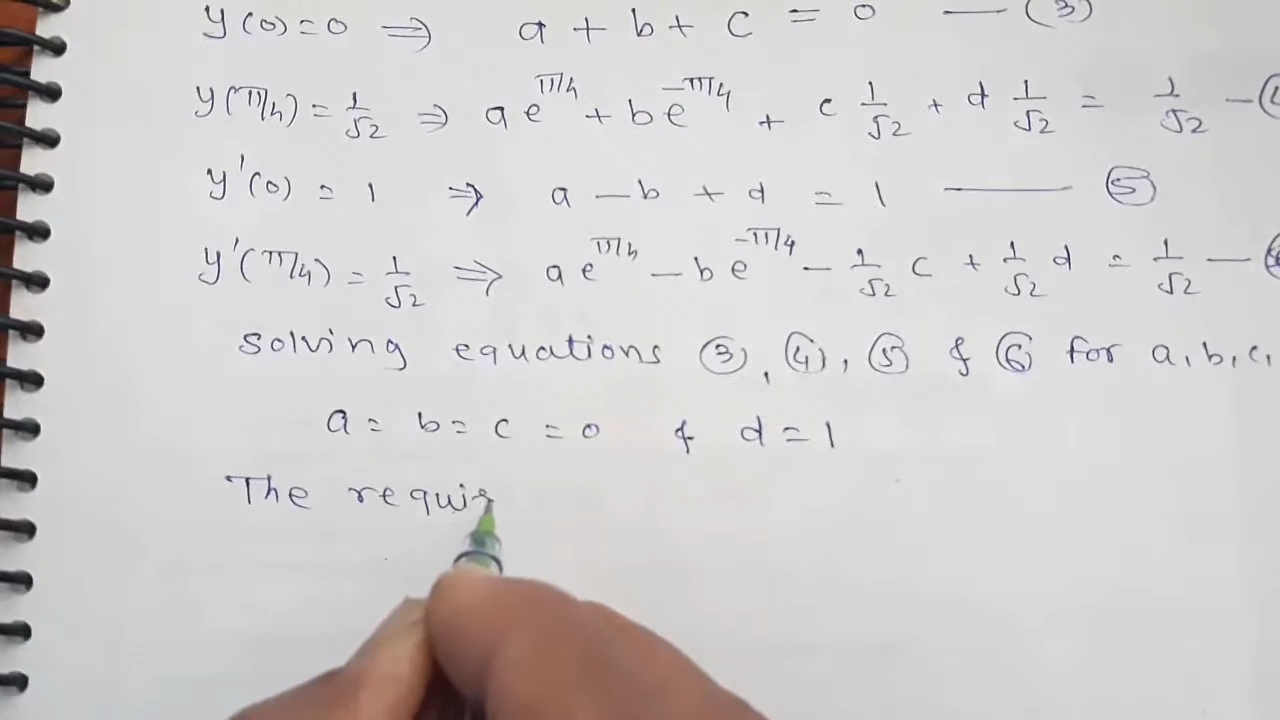 y(0)=0 ⇒ a + b + c = 0 — (3)
y(π/4) = 1/√2 ⇒ a e^{π/4} + b e^{-π/4} + c 1/√2 + d 1/√2 = 1/√2 — (4
y'(0) = 1 ⇒ a — b + d = 1 — (5)
y'(π/4) = 1/√2 ⇒ a e^{π/4} — b e^{-π/4} — 1/√2 c + 1/√2 d = 1/√2 —
solving equations (3), (4), (5) & (6) for a, b, c,
a = b = c = 0 & d = 1
The requir